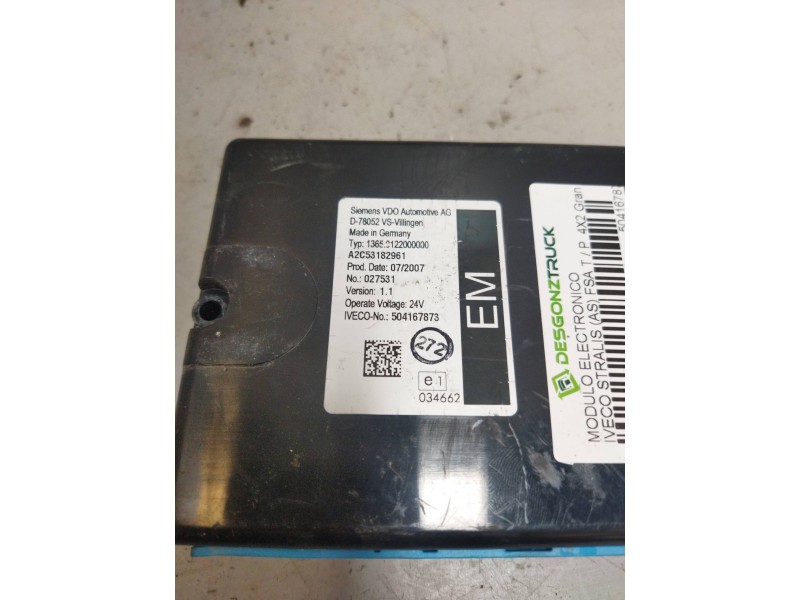 Siemens VDO Automotive AG
D-78052 VS-Villingen
Made in Germany
Typ: 1365.0122000000
A2C53182961
Prod. Date: 07/2007
No.: 027531
Version: 1.1
Operate Voltage: 24V
IVECO-No.: 504167873
272
e1
034662
EM
DESGONZTRUCK
MODULO ELECTRONICO
IVECO STRALIS (AS) FSA T / P 4X2 Gran